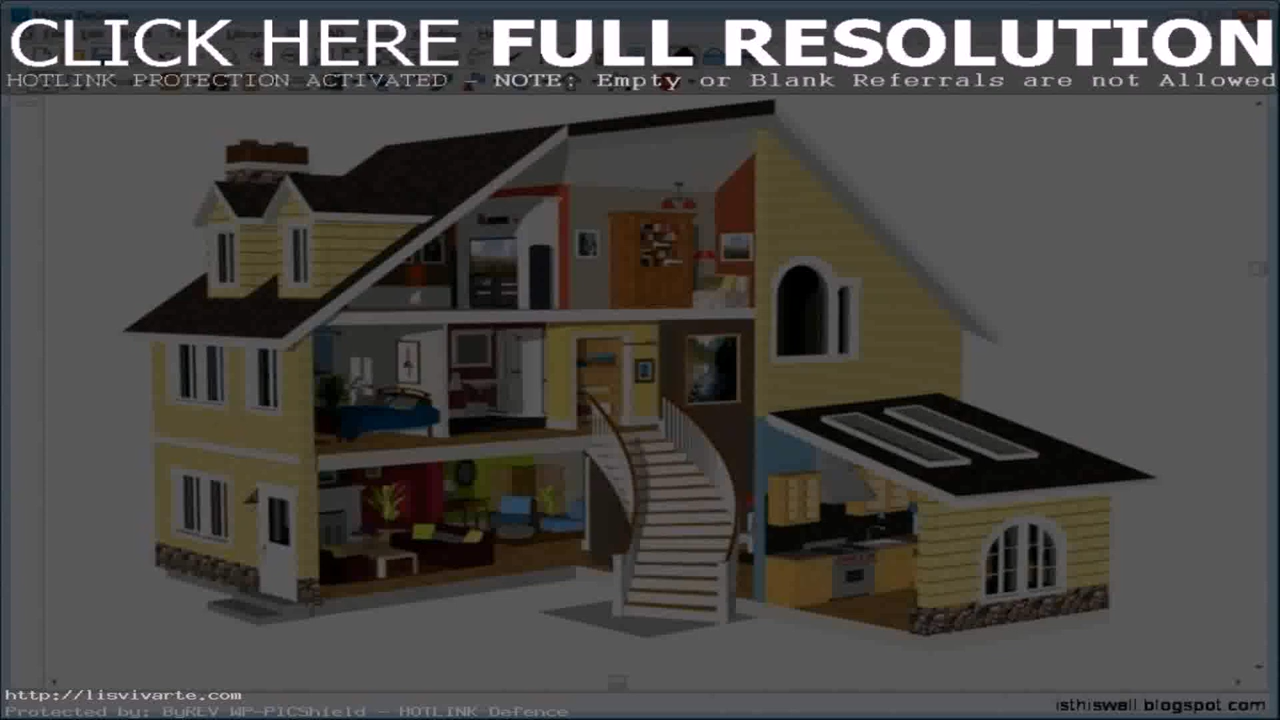 CLICK HERE FULL RESOLUTION
HOTLINK PROTECTION ACTIVATED - NOTE: Empty or Blank Referrals are not Allowed
http://lisvivarte.com
Protected by: ByREV WP-PICShield - HOTLINK Defence
isthiswall.blogspot.com